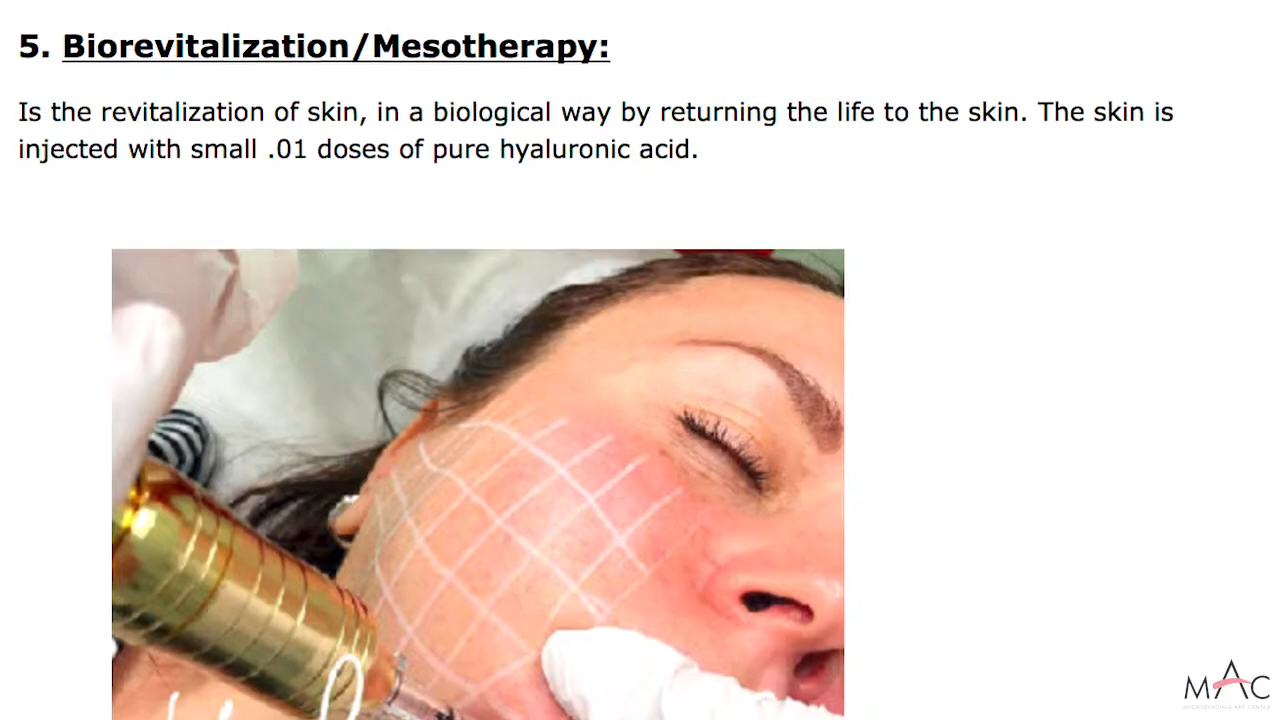 5. Biorevitalization/Mesotherapy:
Is the revitalization of skin, in a biological way by returning the life to the skin. The skin is
injected with small .01 doses of pure hyaluronic acid.
MAC